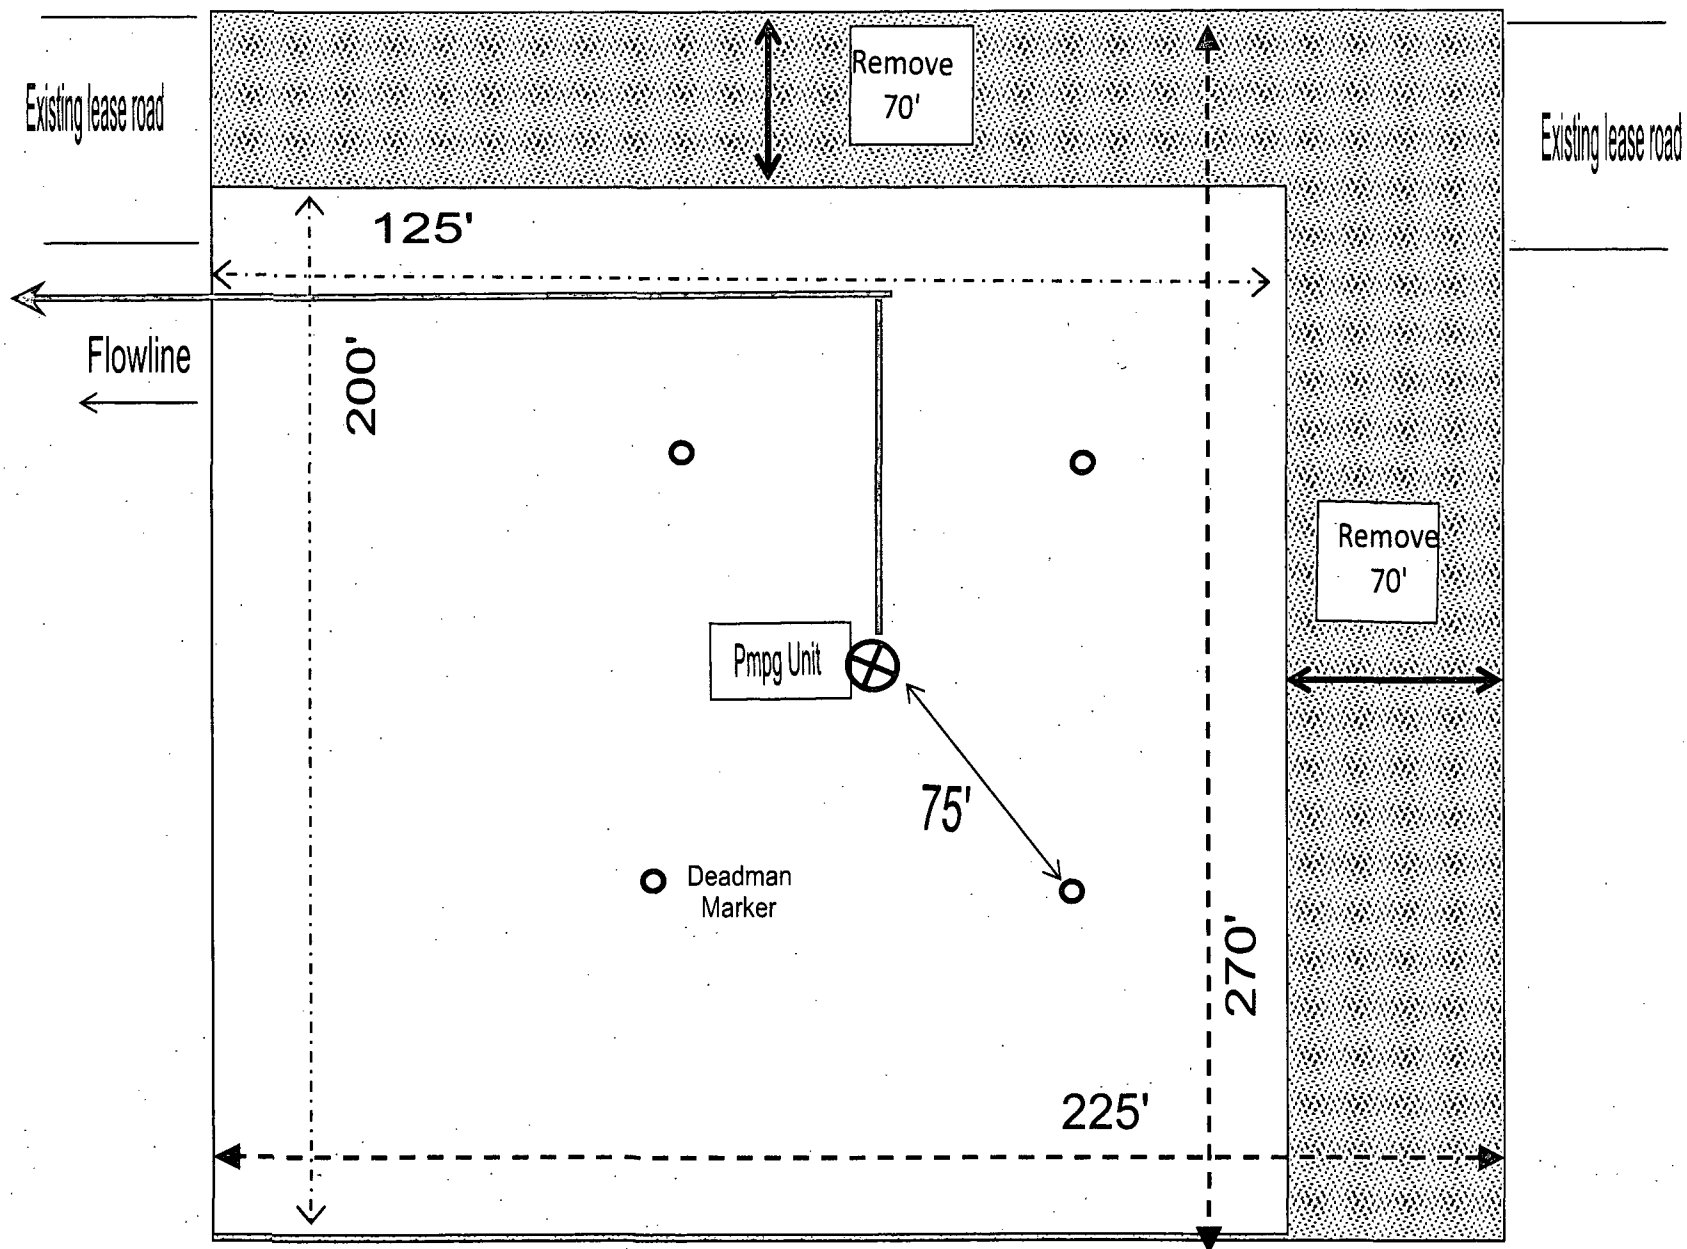 Remove
70'
Existing lease road
Existing lease road
125'
Flowline
200'
Remove
70'
Pmpg Unit
75'
Deadman
Marker
270'
225'